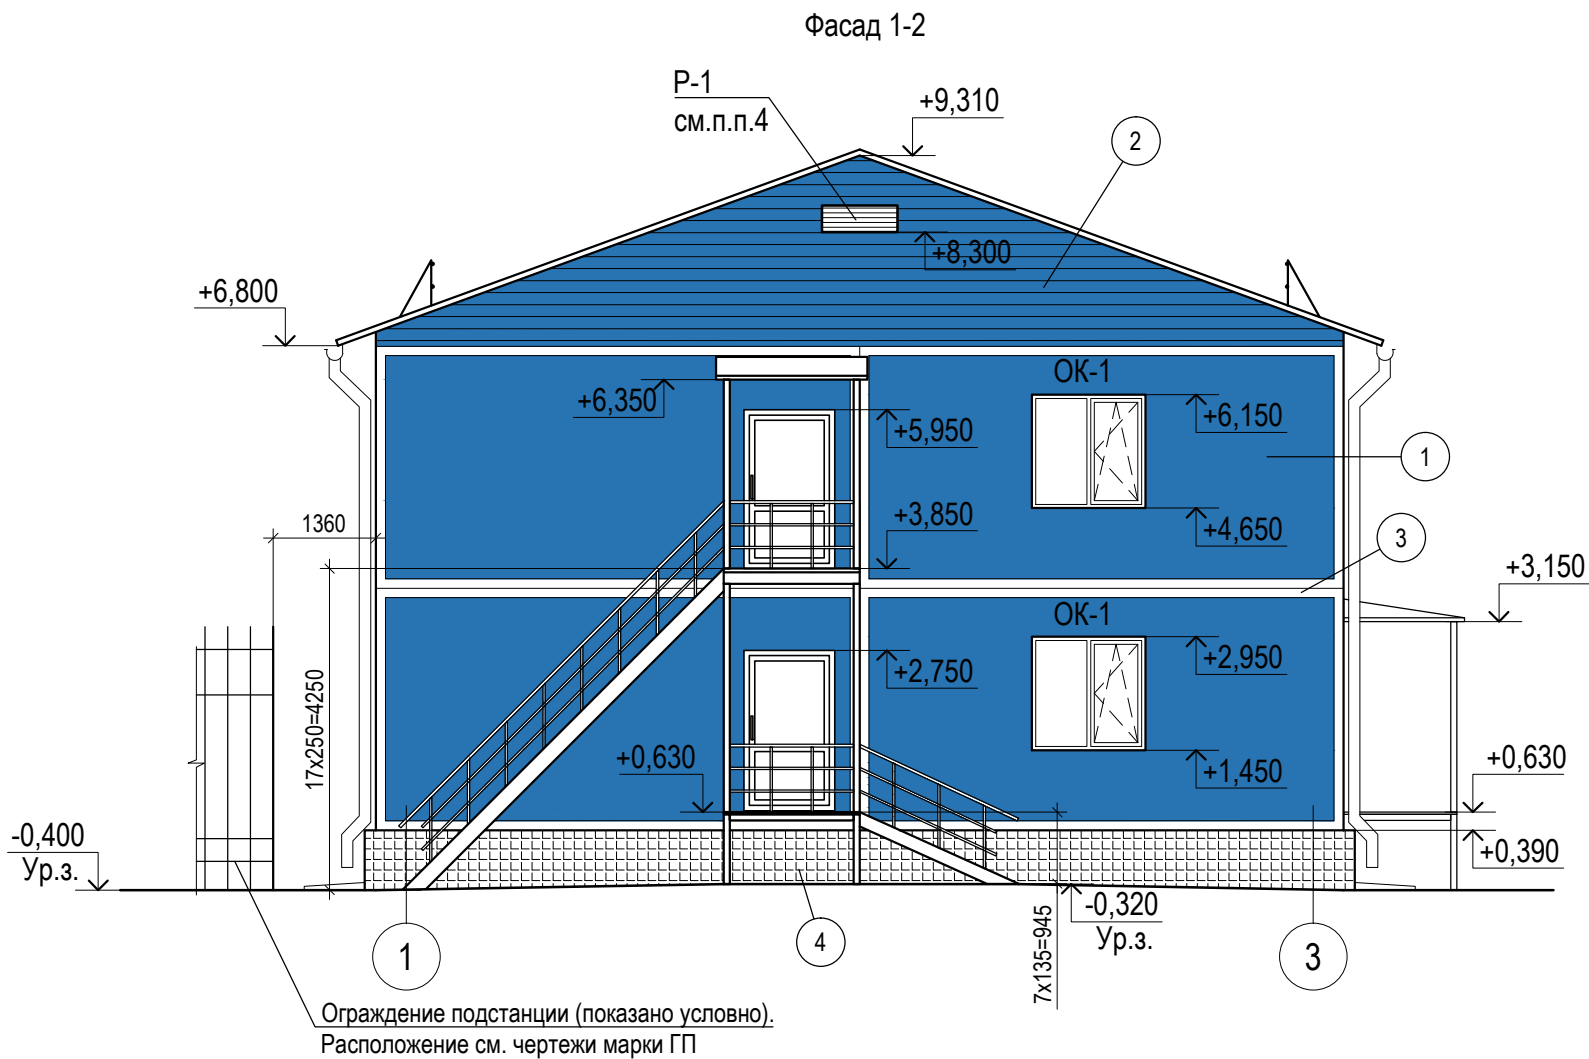 Фасад 1-2
Р-1
см.п.п.4
+9,310
2
+8,300
+6,800
ОК-1
+6,350
+6,150
+5,950
1
+3,850
+4,650
1360
3
+3,150
ОК-1
+2,950
+2,750
17х250=4250
+0,630
+1,450
+0,630
-0,400
Ур.з.
+0,390
-0,320
Ур.з.
7х135=945
1
4
3
Ограждение подстанции (показано условно).
Расположение см. чертежи марки ГП